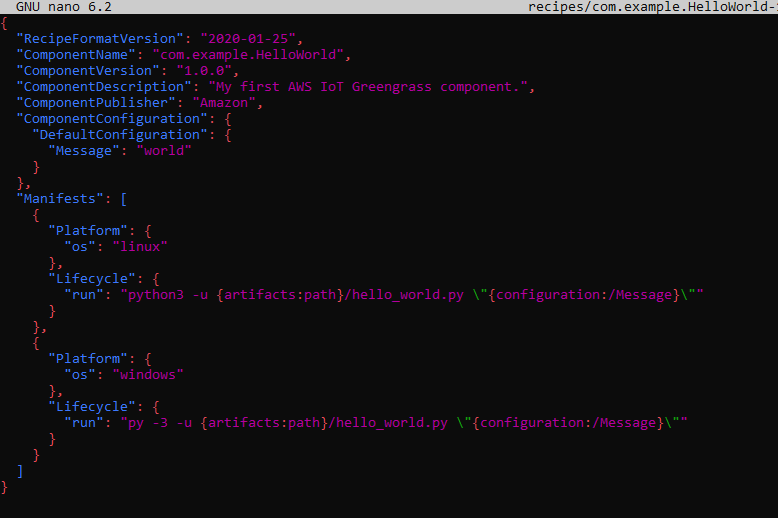 GNU nano 6.2 recipes/com.example.HelloWorld-
{
  "RecipeFormatVersion": "2020-01-25",
  "ComponentName": "com.example.HelloWorld",
  "ComponentVersion": "1.0.0",
  "ComponentDescription": "My first AWS IoT Greengrass component.",
  "ComponentPublisher": "Amazon",
  "ComponentConfiguration": {
    "DefaultConfiguration": {
      "Message": "world"
    }
  },
  "Manifests": [
    {
      "Platform": {
        "os": "linux"
      },
      "Lifecycle": {
        "run": "python3 -u {artifacts:path}/hello_world.py \"{configuration:/Message}\""
      }
    },
    {
      "Platform": {
        "os": "windows"
      },
      "Lifecycle": {
        "run": "py -3 -u {artifacts:path}/hello_world.py \"{configuration:/Message}\""
      }
    }
  ]
}